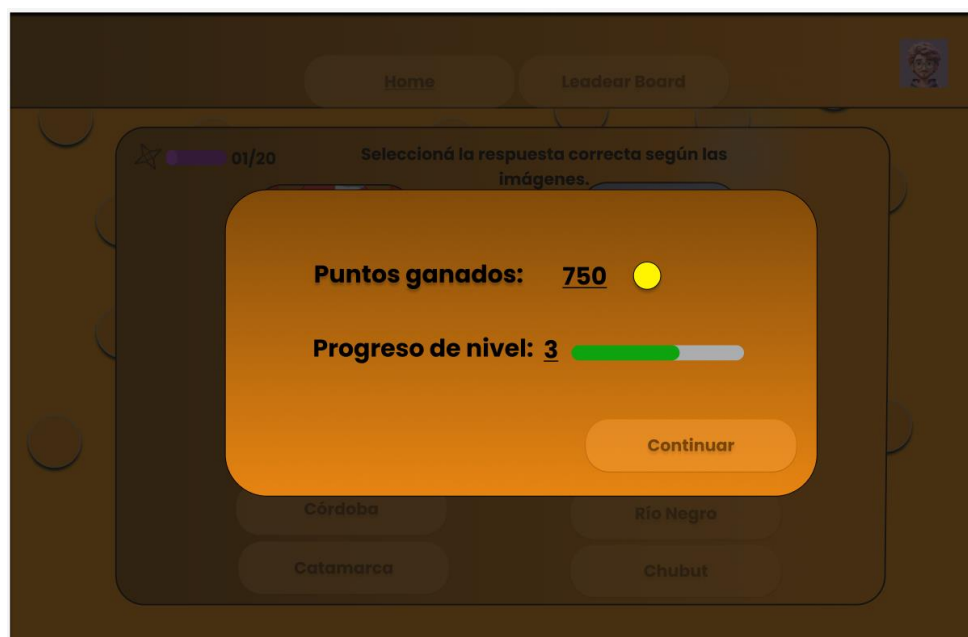 Home
Leadear Board
01/20
Seleccioná la respuesta correcta según las
imágenes.
Puntos ganados: 750
Progreso de nivel: 3
Continuar
Córdoba
Río Negro
Catamarca
Chubut